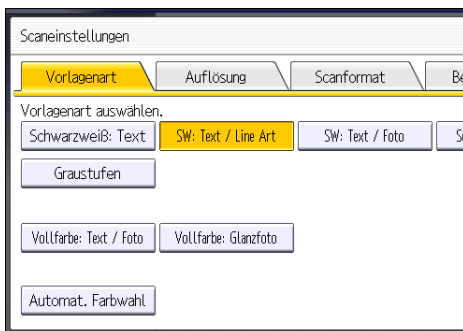 Scaneinstellungen
Vorlagenart Auflösung Scanformat
Vorlagenart auswählen.
Schwarzweiß: Text SW: Text / Line Art SW: Text / Foto
Graustufen
Vollfarbe: Text / Foto Vollfarbe: Glanzfoto
Automat. Farbwahl